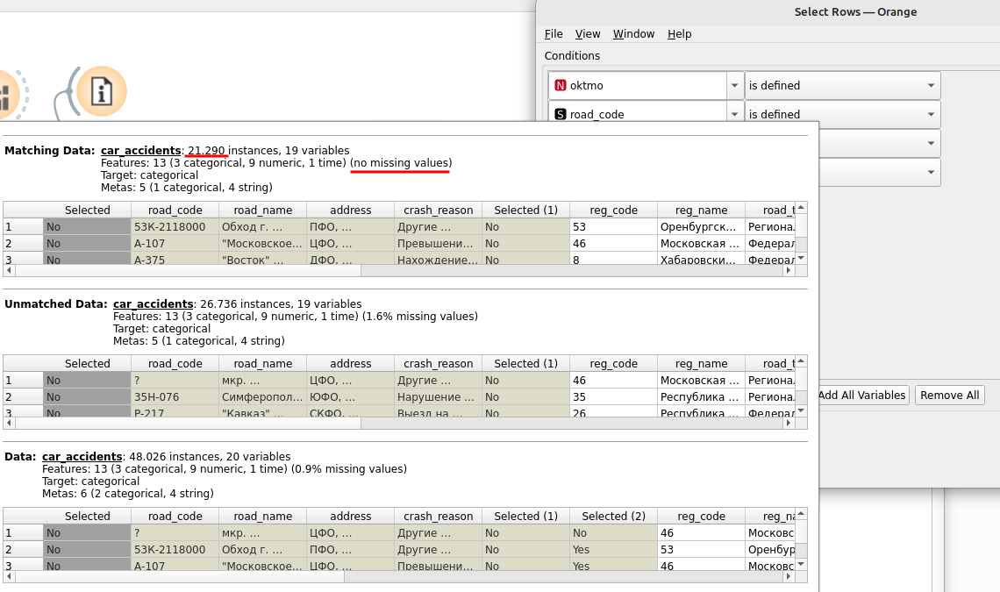 Select Rows — Orange
File View Window Help
Conditions
N oktmo is defined
S road_code is defined
Matching Data: car_accidents: 21.290 instances, 19 variables
Features: 13 (3 categorical, 9 numeric, 1 time) (no missing values)
Target: categorical
Metas: 5 (1 categorical, 4 string)
Selected road_code road_name address crash_reason Selected (1) reg_code reg_name road_t
1 No 53К-2118000 Обход г. ... ПФО, ... Другие ... No 53 Оренбургск...  Регионал
2 No А-107 "Московское... ЦФО, ... Превышени... No 46 Московская ... Федерал
3 No А-375 "Восток" ... ДФО, ... Нахождение... No 8 Хабаровски... Федерал
Unmatched Data: car_accidents: 26.736 instances, 19 variables
Features: 13 (3 categorical, 9 numeric, 1 time) (1.6% missing values)
Target: categorical
Metas: 5 (1 categorical, 4 string)
Selected road_code road_name address crash_reason Selected (1) reg_code reg_name road_t
1 No ? мкр. ... ЦФО, ... Другие ... No 46 Московская ... Регионал
2 No 35Н-076 Симферопол... ЮФО, ... Нарушение ... No 35 Республика ... Регионал
3 No Р-217 "Кавказ" ... СКФО, ... Выезд на ... No 26 Республика ... Федерал
Add All Variables Remove All
Data: car_accidents: 48.026 instances, 20 variables
Features: 13 (3 categorical, 9 numeric, 1 time) (0.9% missing values)
Target: categorical
Metas: 6 (2 categorical, 4 string)
Selected road_code road_name address crash_reason Selected (1) Selected (2) reg_code reg_na
1 No ? мкр. ... ЦФО, ... Другие ... No No 46 Московс
2 No 53К-2118000 Обход г. ... ПФО, ... Другие ... No Yes 53 Оренбур
3 No А-107 "Московское... ЦФО, ... Превышени... No Yes 46 Московс